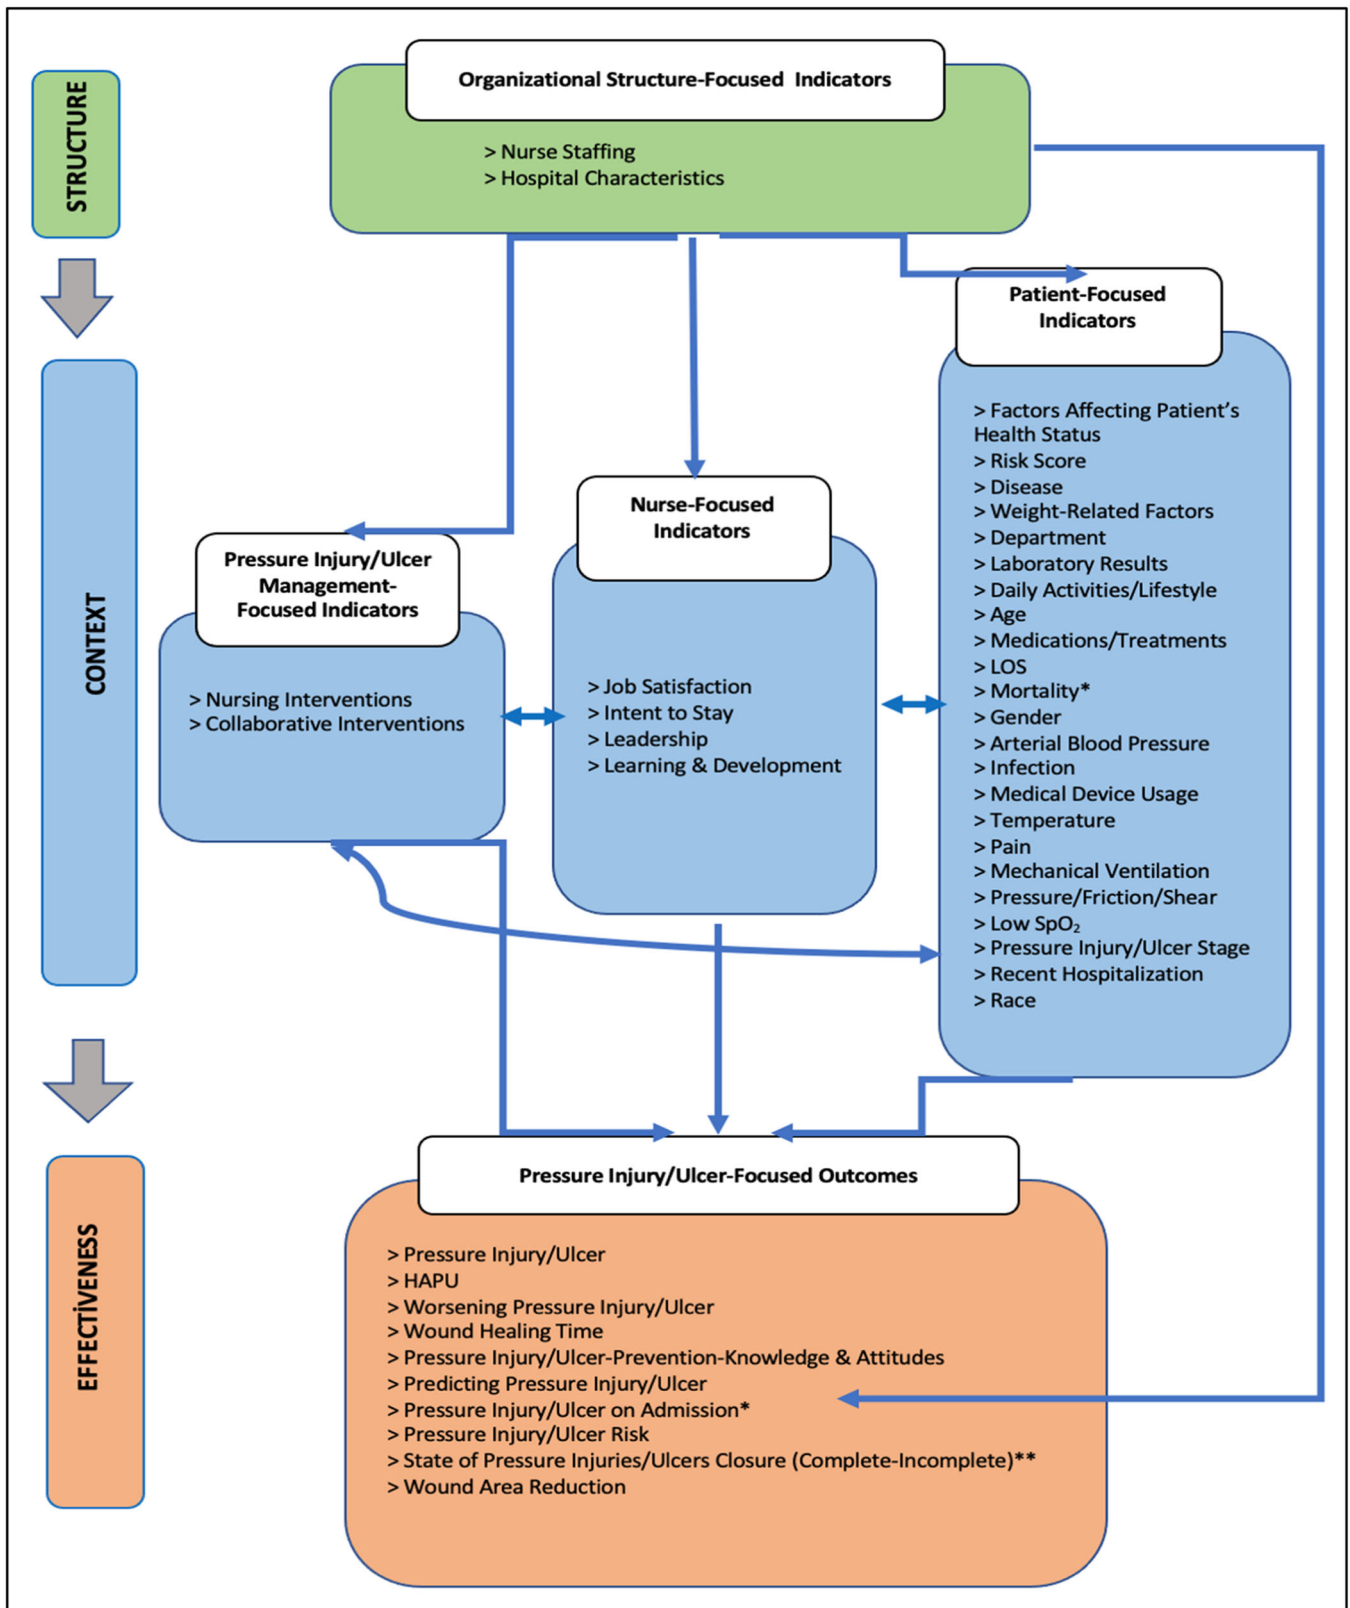 STRUCTURE
Organizational Structure-Focused Indicators
> Nurse Staffing
> Hospital Characteristics
CONTEXT
Pressure Injury/Ulcer
Management-
Focused Indicators
> Nursing Interventions
> Collaborative Interventions
Nurse-Focused
Indicators
> Job Satisfaction
> Intent to Stay
> Leadership
> Learning & Development
Patient-Focused
Indicators
> Factors Affecting Patient’s
Health Status
> Risk Score
> Disease
> Weight-Related Factors
> Department
> Laboratory Results
> Daily Activities/Lifestyle
> Age
> Medications/Treatments
> LOS
> Mortality*
> Gender
> Arterial Blood Pressure
> Infection
> Medical Device Usage
> Temperature
> Pain
> Mechanical Ventilation
> Pressure/Friction/Shear
> Low SpO₂
> Pressure Injury/Ulcer Stage
> Recent Hospitalization
> Race
EFFECTİVENESS
Pressure Injury/Ulcer-Focused Outcomes
> Pressure Injury/Ulcer
> HAPU
> Worsening Pressure Injury/Ulcer
> Wound Healing Time
> Pressure Injury/Ulcer-Prevention-Knowledge & Attitudes
> Predicting Pressure Injury/Ulcer
> Pressure Injury/Ulcer on Admission*
> Pressure Injury/Ulcer Risk
> State of Pressure Injuries/Ulcers Closure (Complete-Incomplete)**
> Wound Area Reduction